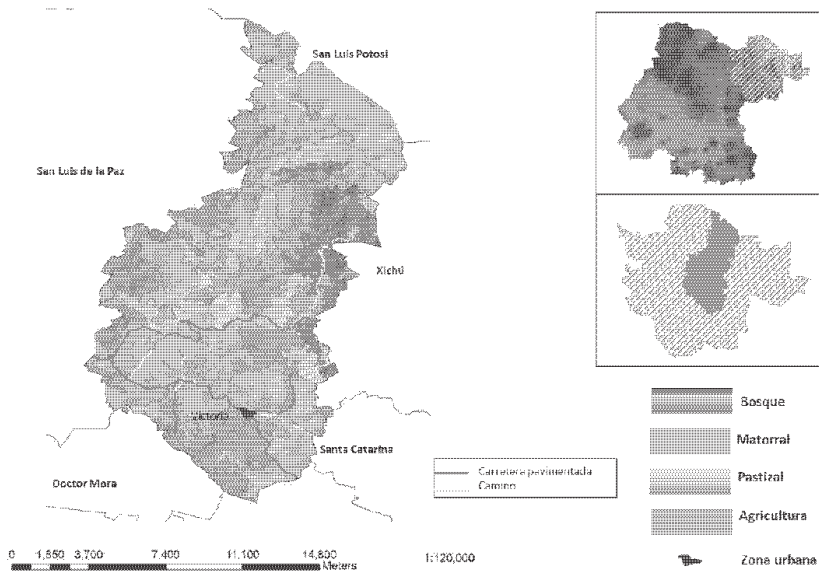 San Luis Potosí
San Luis de la Paz
Xichú
Victoria
Santa Catarina
Doctor Mora
Carretera pavimentada
Camino
Bosque
Matorral
Pastizal
Agricultura
Zona urbana
0 1,850 3,700 7,400 11,100 14,800
Meters
1:120,000